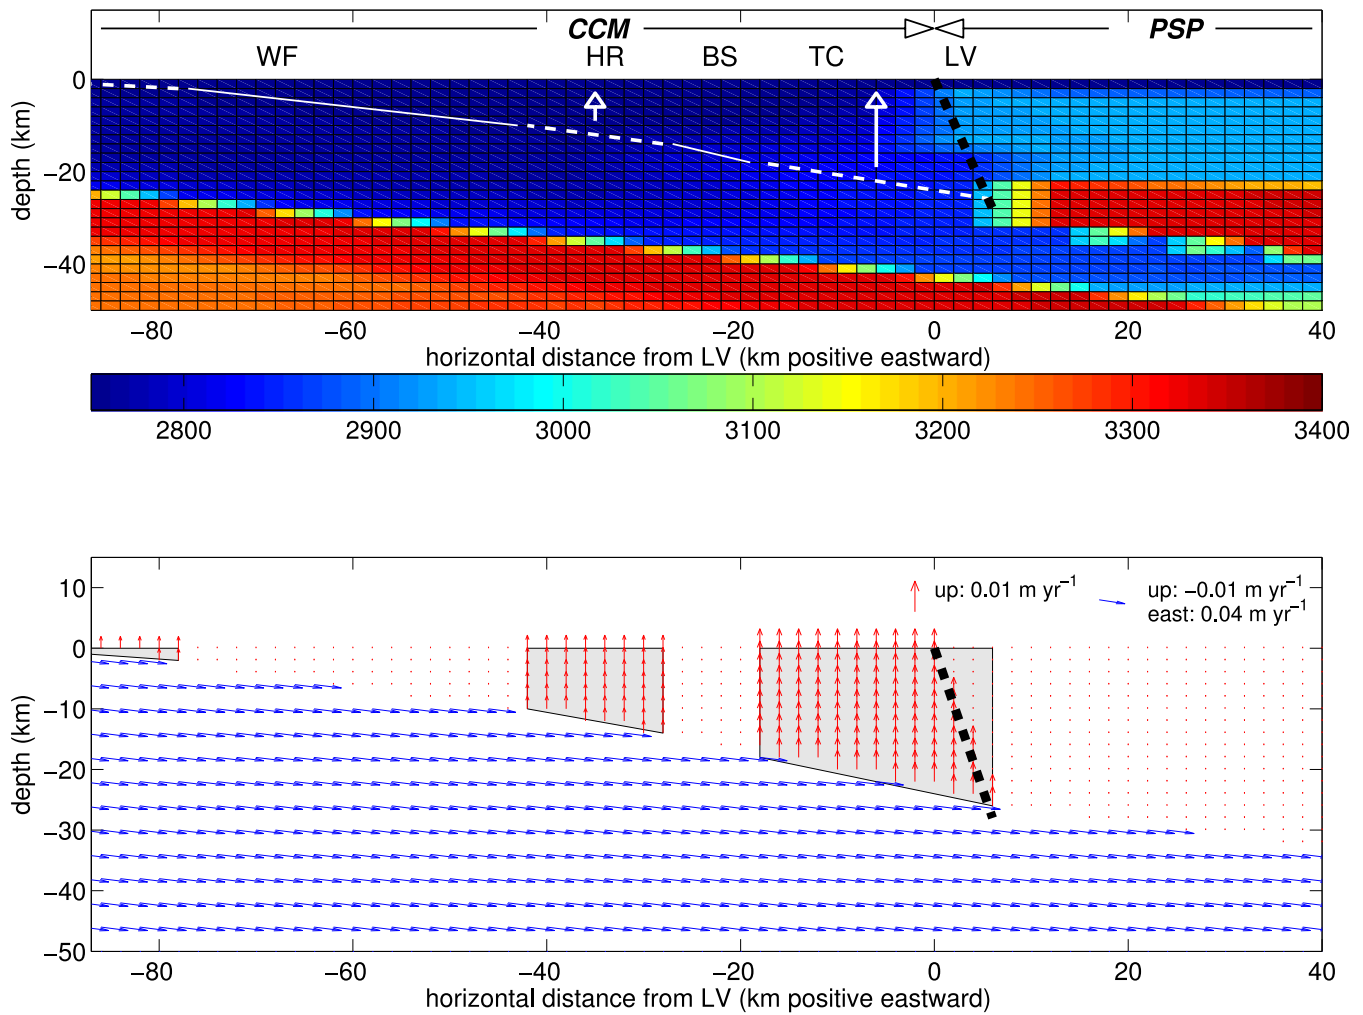 CCM PSP
WF HR BS TC LV
0
−20
−40
depth (km)
−80 −60 −40 −20 0 20 40
horizontal distance from LV (km positive eastward)
2800 2900 3000 3100 3200 3300 3400
up: 0.01 m yr⁻¹
up: −0.01 m yr⁻¹
east: 0.04 m yr⁻¹
10
0
−10
−20
−30
−40
−50
depth (km)
−80 −60 −40 −20 0 20 40
horizontal distance from LV (km positive eastward)